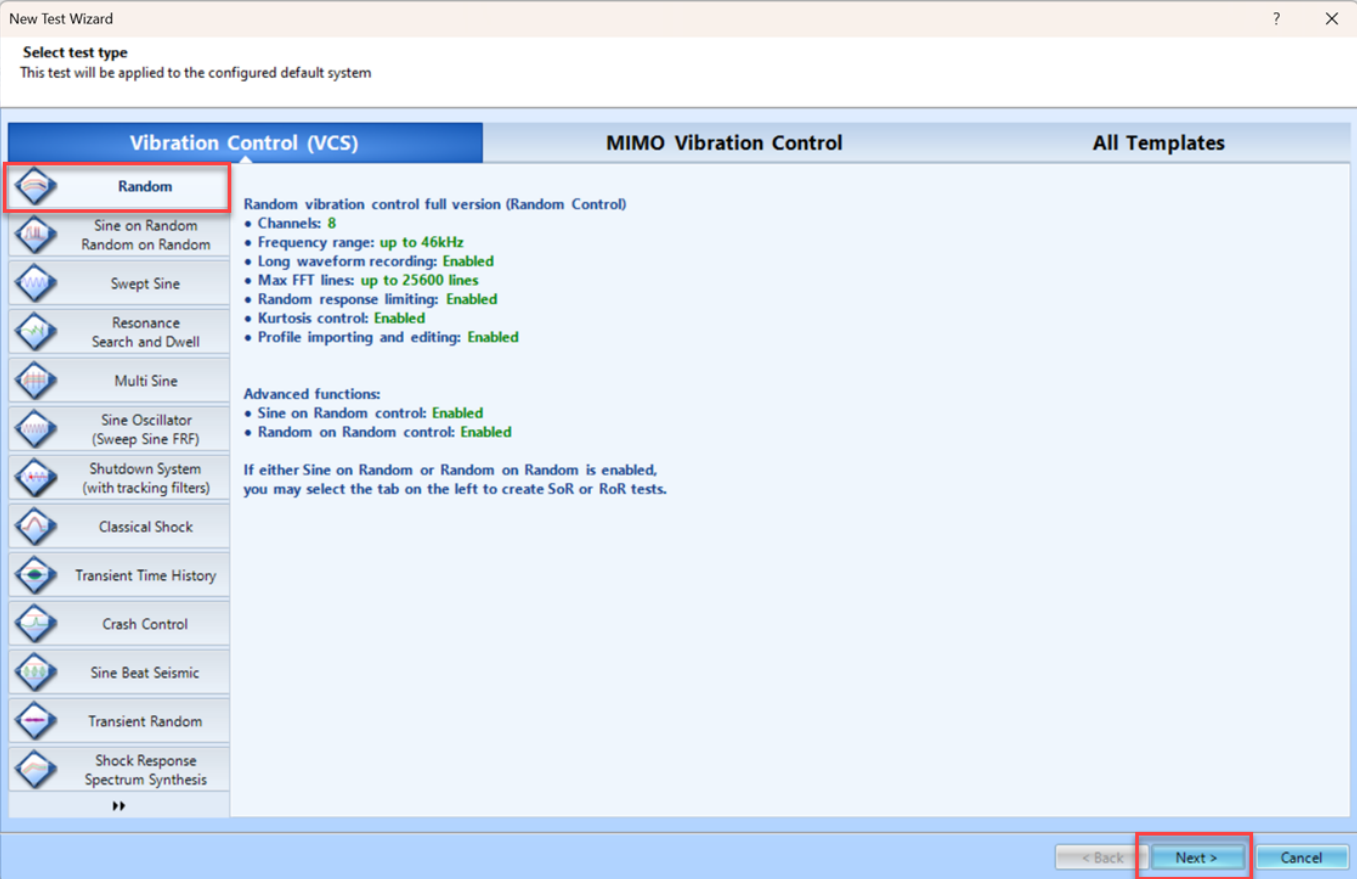 New Test Wizard
?
Select test type
This test will be applied to the configured default system
Vibration Control (VCS)
MIMO Vibration Control
All Templates
Random
Sine on Random
Random on Random
Swept Sine
Resonance
Search and Dwell
Multi Sine
Sine Oscillator
(Sweep Sine FRF)
Shutdown System
(with tracking filters)
Classical Shock
Transient Time History
Crash Control
Sine Beat Seismic
Transient Random
Shock Response
Spectrum Synthesis
Random vibration control full version (Random Control)
• Channels: 8
• Frequency range: up to 46kHz
• Long waveform recording: Enabled
• Max FFT lines: up to 25600 lines
• Random response limiting: Enabled
• Kurtosis control: Enabled
• Profile importing and editing: Enabled
Advanced functions:
• Sine on Random control: Enabled
• Random on Random control: Enabled
If either Sine on Random or Random on Random is enabled,
you may select the tab on the left to create SoR or RoR tests.
< Back
Next >
Cancel